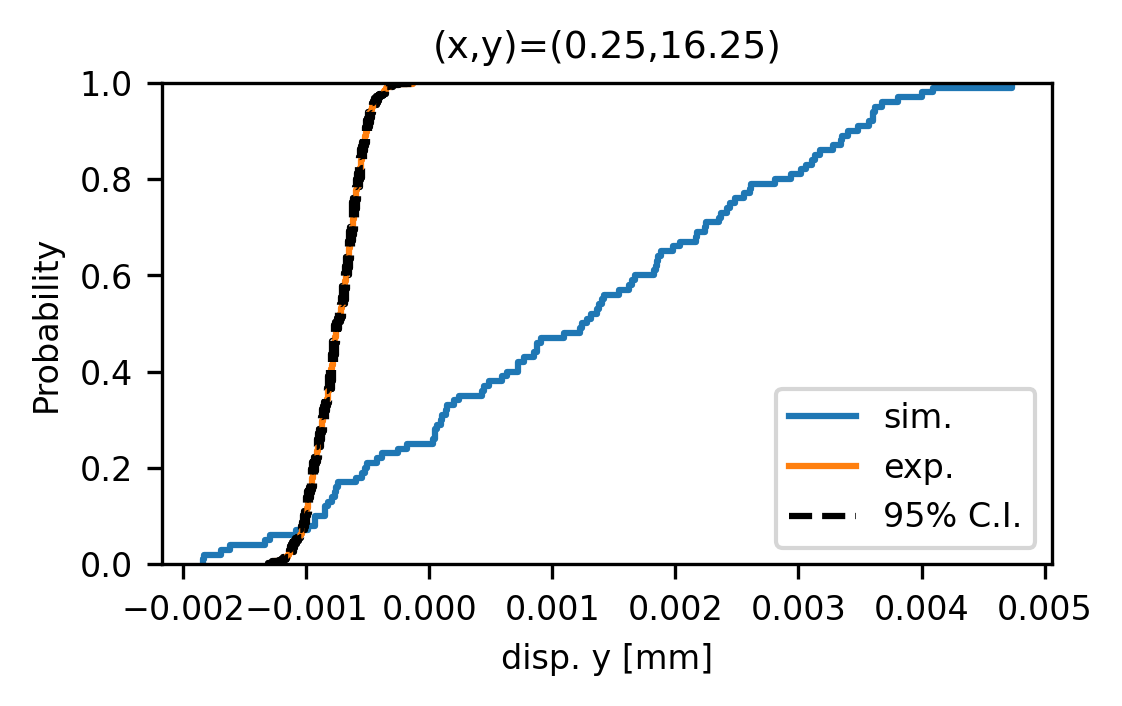 (x,y)=(0.25,16.25)
1.0
0.8
0.6
0.4
0.2
0.0
Probability
sim.
exp.
95% C.I.
−0.002 −0.001 0.000 0.001 0.002 0.003 0.004 0.005
disp. y [mm]